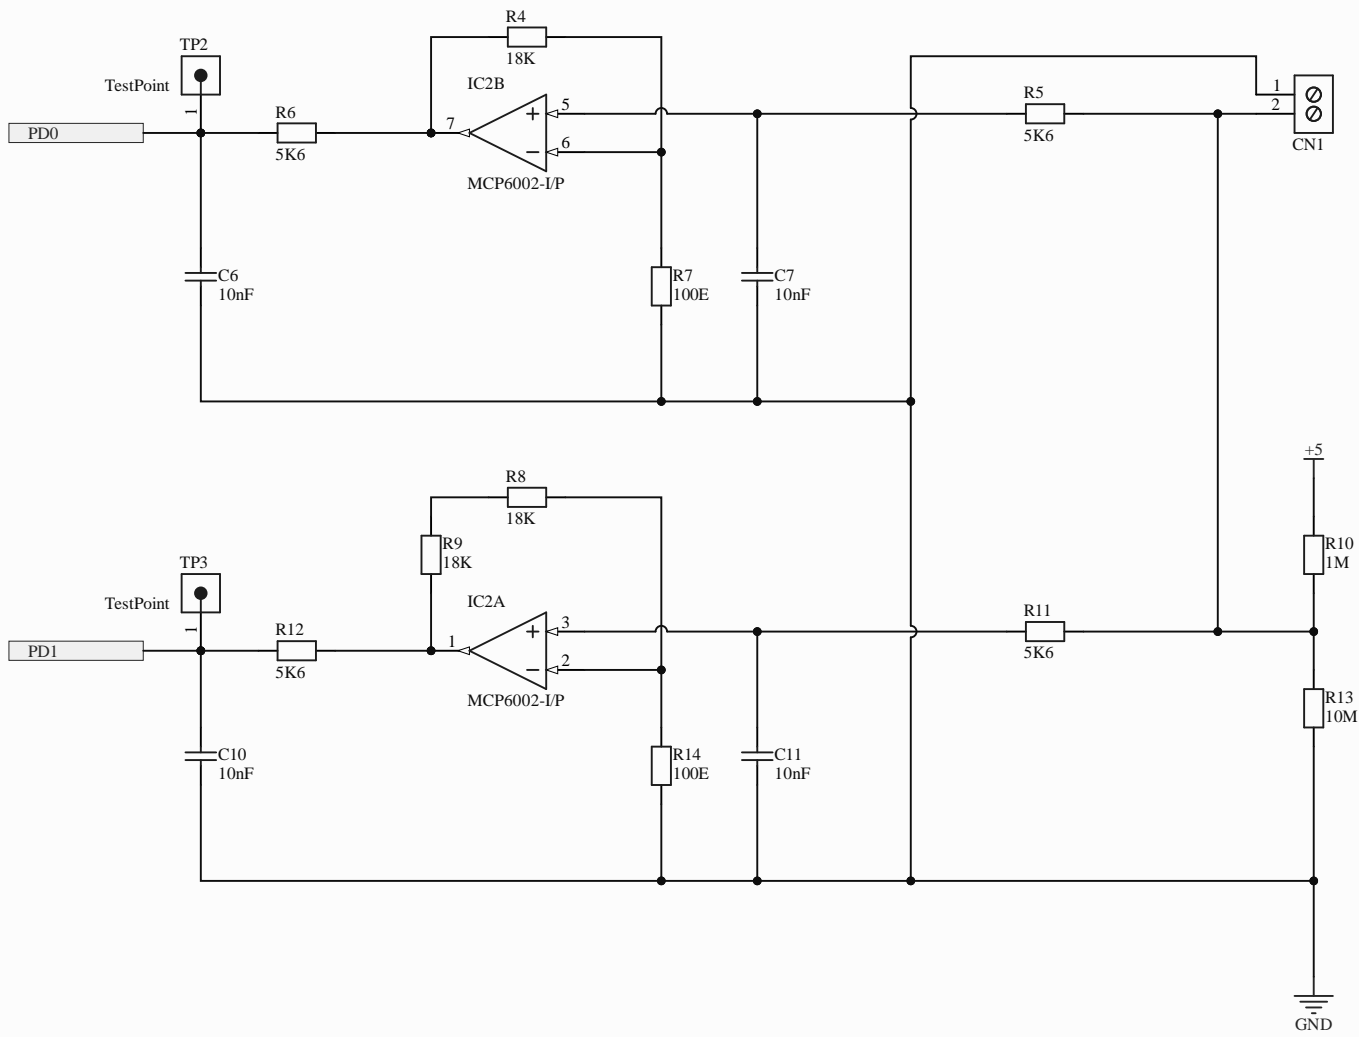 R4
18K
TP2
TestPoint
1
PD0
R6
5K6
IC2B
7
+
5
−
6
MCP6002-I/P
R5
5K6
1
2
CN1
C6
10nF
R7
100E
C7
10nF
+5
R8
18K
R9
18K
R10
1M
TP3
TestPoint
1
PD1
R12
5K6
IC2A
1
+
3
−
2
MCP6002-I/P
R11
5K6
R13
10M
C10
10nF
R14
100E
C11
10nF
GND